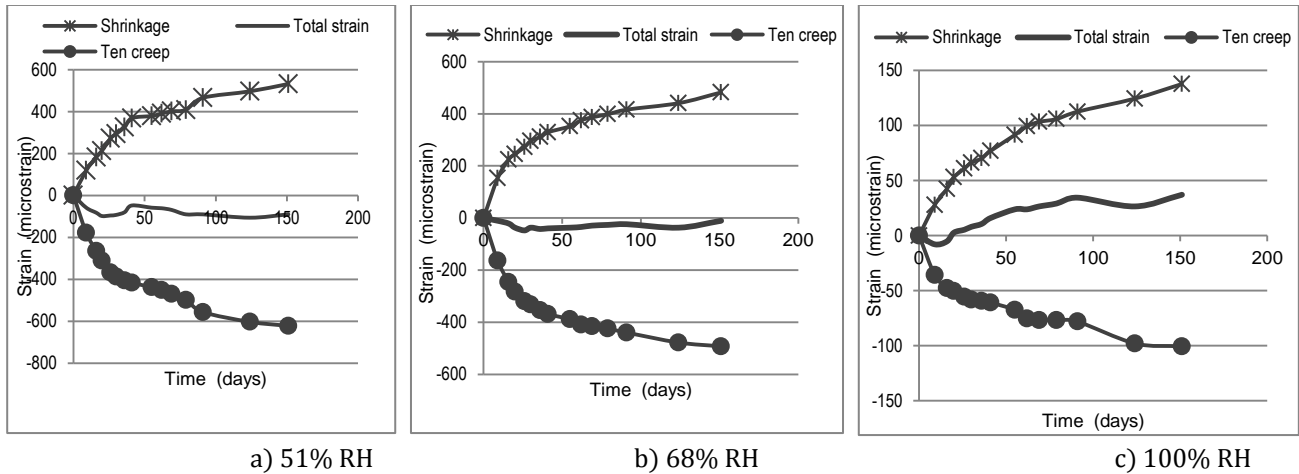 Shrinkage Total strain
Ten creep
600
400
200
0
-200
-400
-600
-800
0 50 100 150 200
Strain (microstrain)
Time (days)
a) 51% RH
Shrinkage Total strain Ten creep
600
400
200
0
-200
-400
-600
0 50 100 150 200
Strain (microstrain)
Time (days)
b) 68% RH
Shrinkage Total strain Ten creep
150
100
50
0
-50
-100
-150
0 50 100 150 200
Strain (microstrain)
Time (days)
c) 100% RH